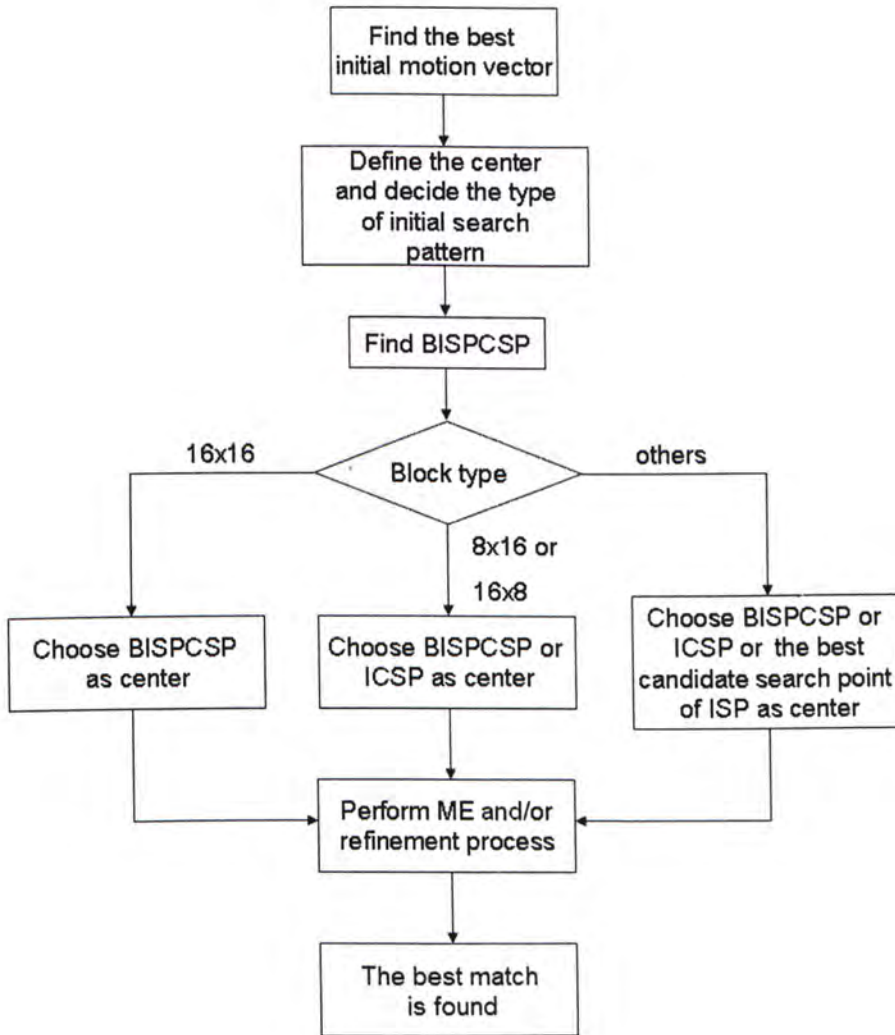 Find the best
initial motion vector
Define the center
and decide the type
of initial search
pattern
Find BISPCSP
Block type
16x16
others
8x16 or
16x8
Choose BISPCSP
as center
Choose BISPCSP or
ICSP as center
Choose BISPCSP or
ICSP or the best
candidate search point
of ISP as center
Perform ME and/or
refinement process
The best match
is found